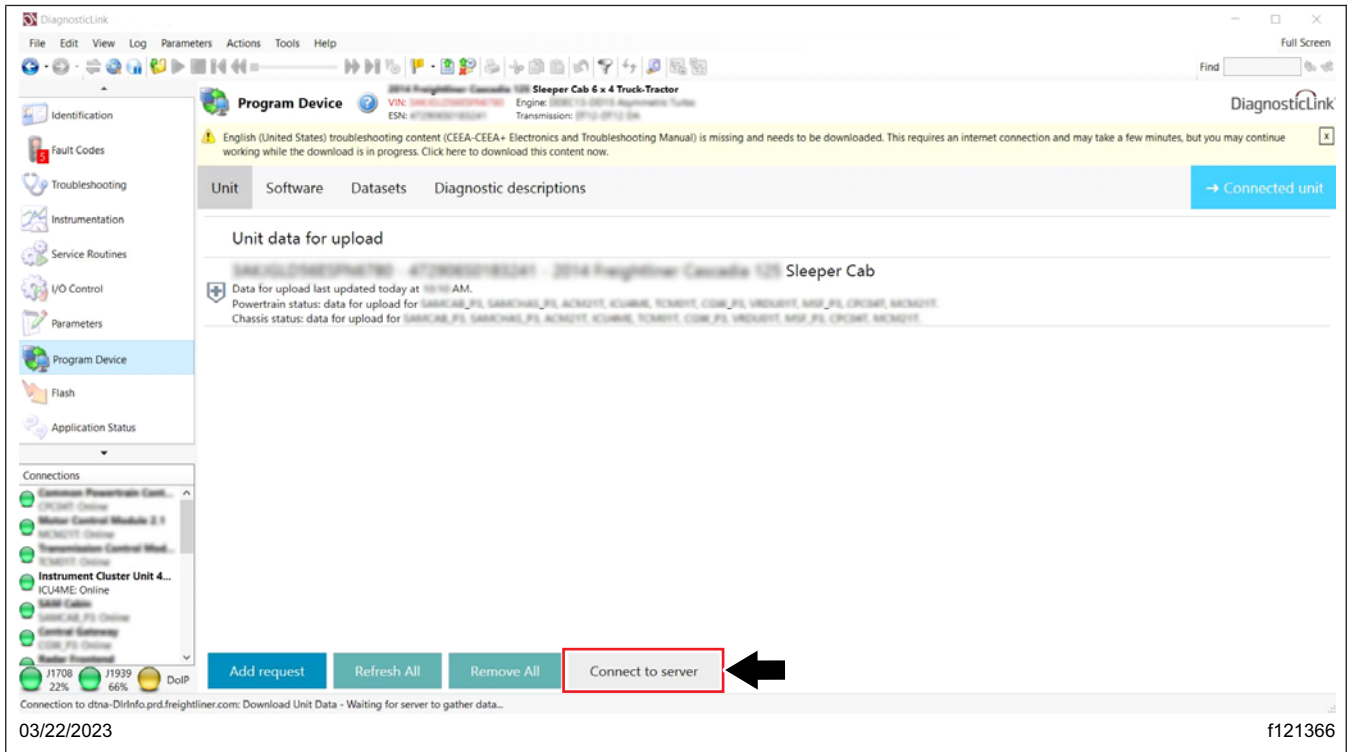 DiagnosticLink
File Edit View Log Parameters Actions Tools Help
Full Screen
Find
Program Device
Sleeper Cab 6 x 4 Truck-Tractor
VIN:
Engine:
ESN:
Transmission:
DiagnosticLink
English (United States) troubleshooting content (CEEA-CEEA+ Electronics and Troubleshooting Manual) is missing and needs to be downloaded. This requires an internet connection and may take a few minutes, but you may continue
working while the download is in progress. Click here to download this content now.
x
Identification
Fault Codes
Troubleshooting
Instrumentation
Service Routines
I/O Control
Parameters
Program Device
Flash
Application Status
Unit Software Datasets Diagnostic descriptions
→ Connected unit
Unit data for upload
Sleeper Cab
Data for upload last updated today at AM.
Powertrain status: data for upload for
Chassis status: data for upload for
Connections
Instrument Cluster Unit 4...
ICU4ME: Online
J1708
22%
J1939
66%
DoIP
Add request
Refresh All
Remove All
Connect to server
Connection to dtna-DlrInfo.prd.freightliner.com: Download Unit Data - Waiting for server to gather data...
03/22/2023
f121366